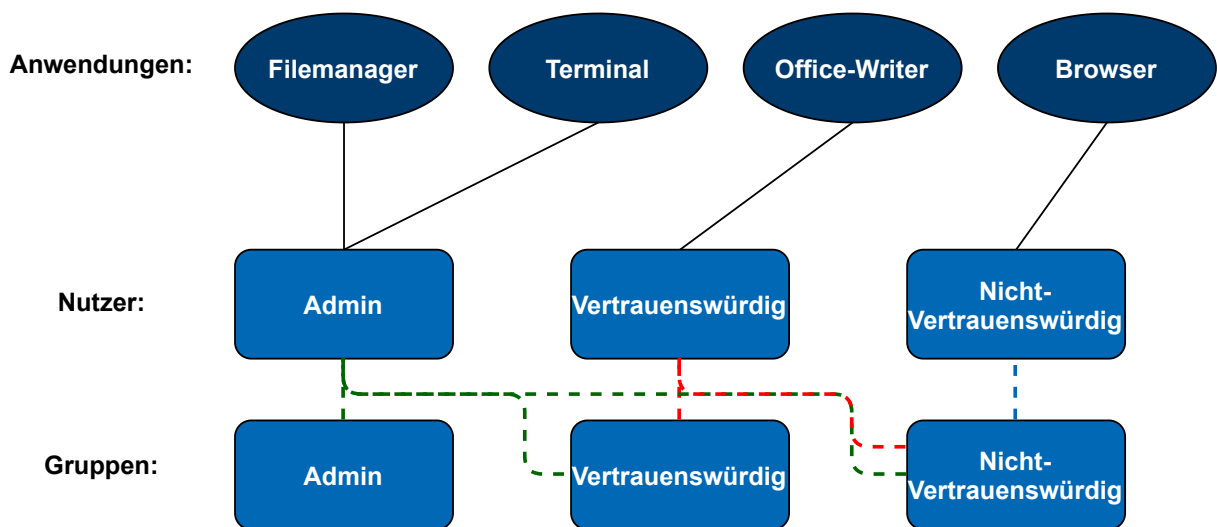 Anwendungen:
Filemanager
Terminal
Office-Writer
Browser
Nutzer:
Admin
Vertrauenswürdig
Nicht-
Vertrauenswürdig
Gruppen:
Admin
Vertrauenswürdig
Nicht-
Vertrauenswürdig